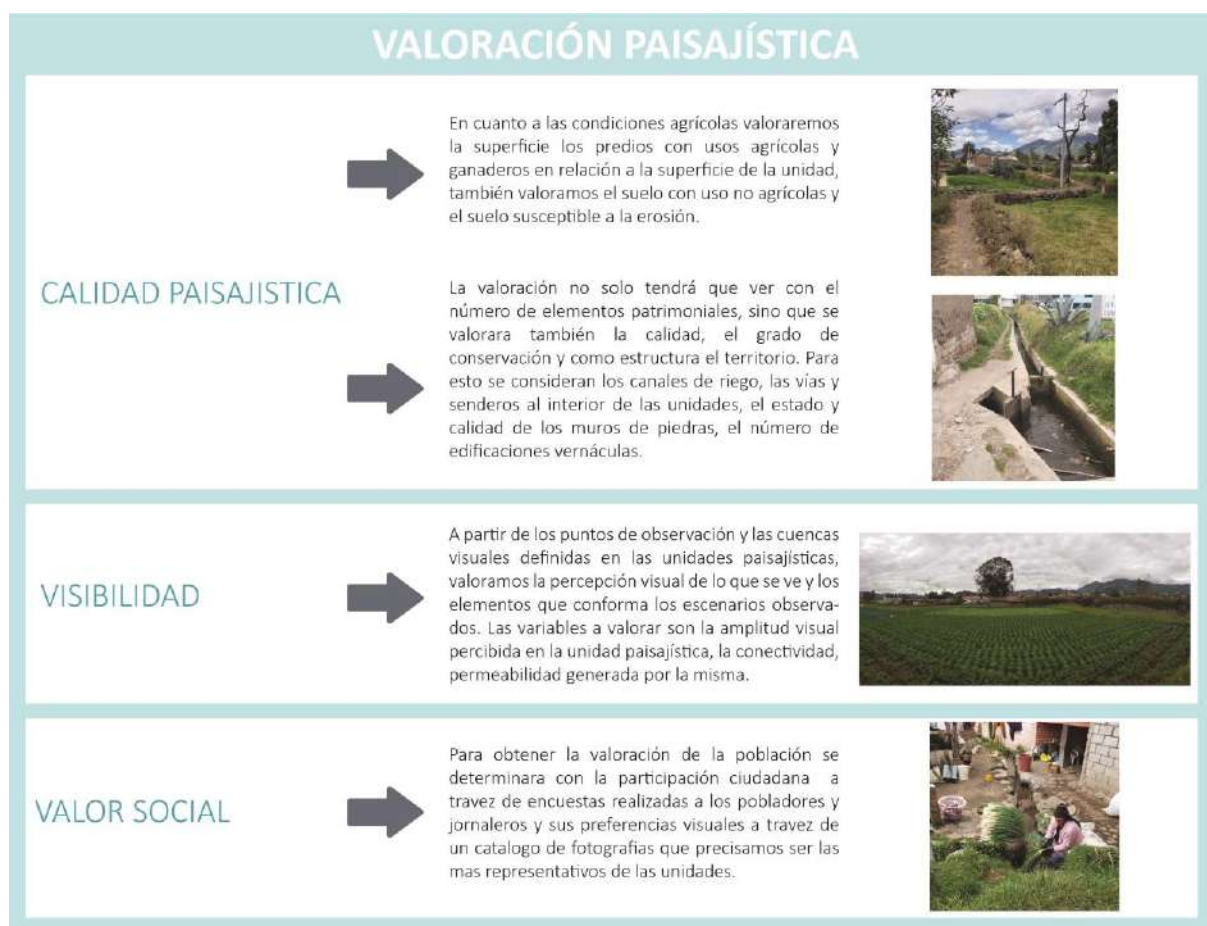 VALORACIÓN PAISAJÍSTICA
En cuanto a las condiciones agrícolas valoraremos
la superficie los predios con usos agrícolas y
ganaderos en relación a la superficie de la unidad,
también valoramos el suelo con uso no agrícolas y
el suelo susceptible a la erosión.
CALIDAD PAISAJISTICA
La valoración no solo tendrá que ver con el
número de elementos patrimoniales, sino que se
valorara también la calidad, el grado de
conservación y como estructura el territorio. Para
esto se consideran los canales de riego, las vías y
senderos al interior de las unidades, el estado y
calidad de los muros de piedras, el número de
edificaciones vernáculas.
VISIBILIDAD
A partir de los puntos de observación y las cuencas
visuales definidas en las unidades paisajísticas,
valoramos la percepción visual de lo que se ve y los
elementos que conforma los escenarios observa-
dos. Las variables a valorar son la amplitud visual
percibida en la unidad paisajística, la conectividad,
permeabilidad generada por la misma.
VALOR SOCIAL
Para obtener la valoración de la población se
determinara con la participación ciudadana a
travez de encuestas realizadas a los pobladores y
jornaleros y sus preferencias visuales a travez de
un catalogo de fotografias que precisamos ser las
mas representativos de las unidades.